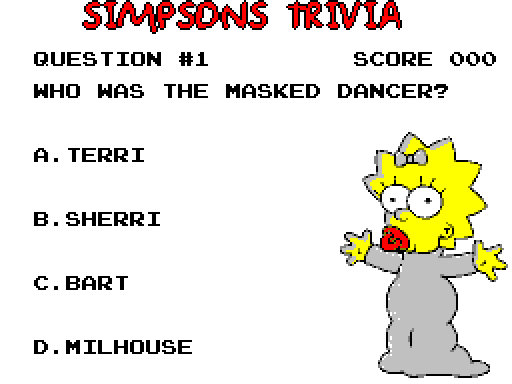 SIMPSONS TRIVIA
QUESTION #1 SCORE 000
WHO WAS THE MASKED DANCER?
A.TERRI
B.SHERRI
C.BART
D.MILHOUSE